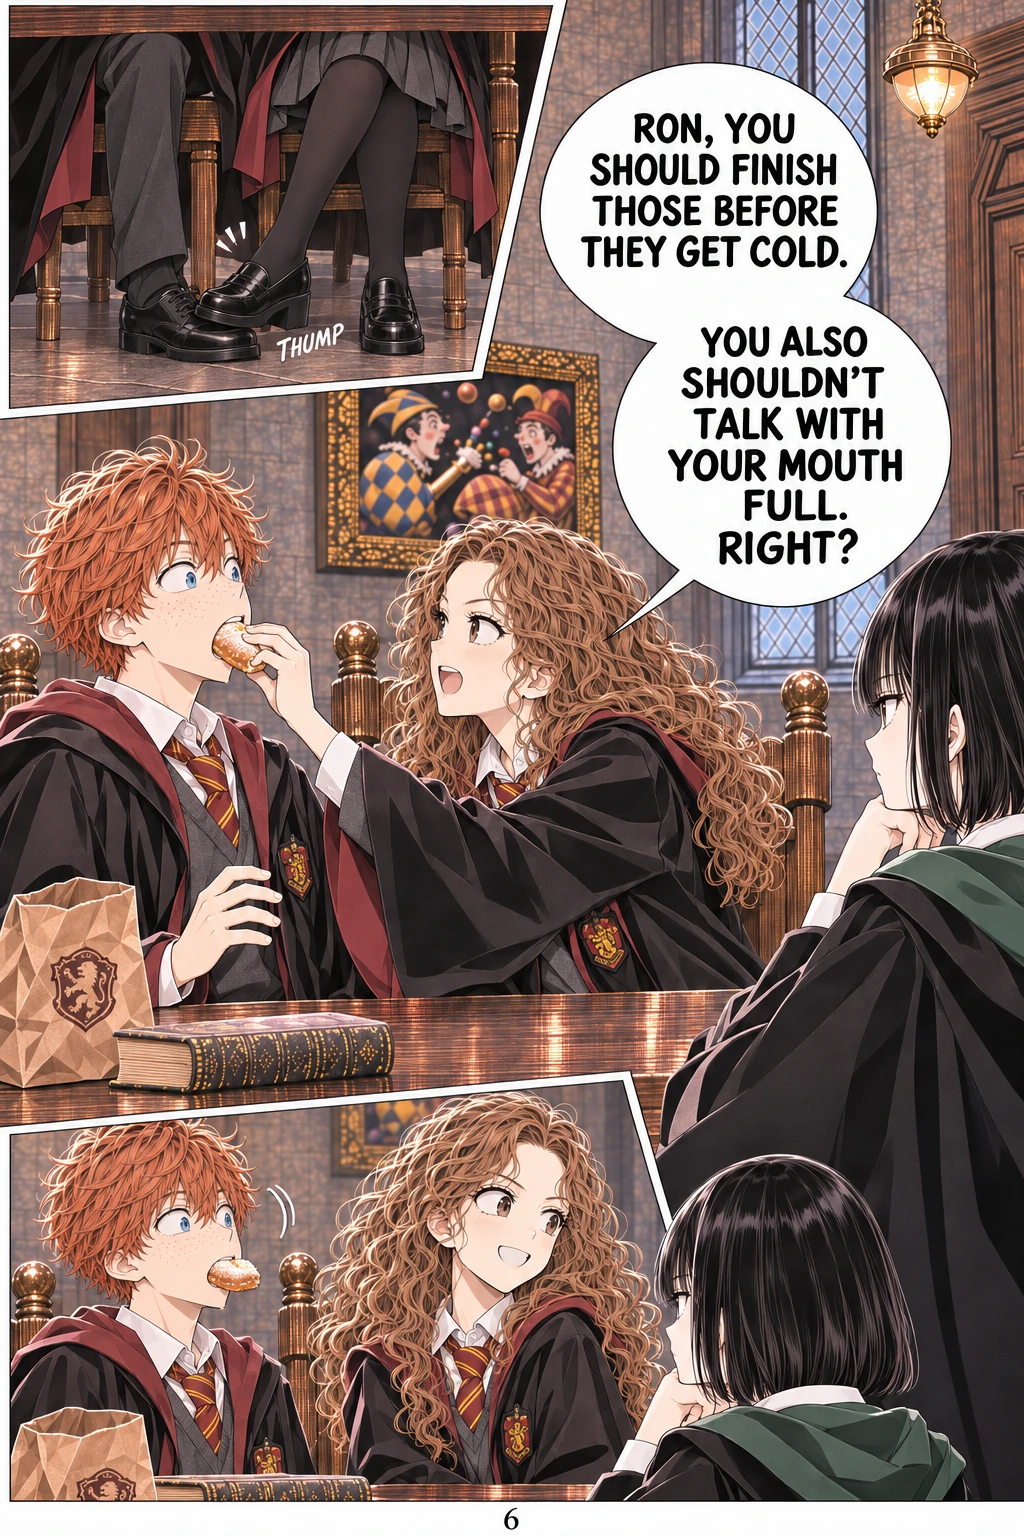 THUMP
RON, YOU
SHOULD FINISH
THOSE BEFORE
THEY GET COLD.
YOU ALSO
SHOULDN'T
TALK WITH
YOUR MOUTH
FULL.
RIGHT?
6